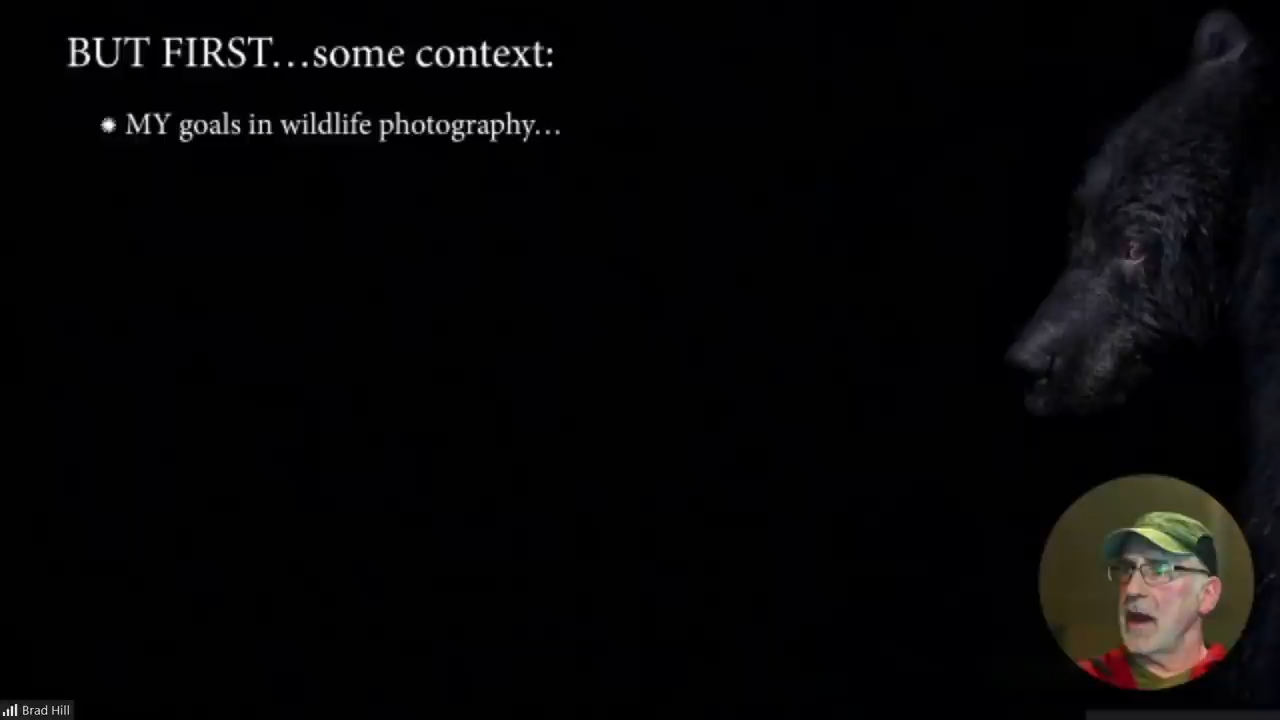 BUT FIRST…some context:
MY goals in wildlife photography…
Brad Hill